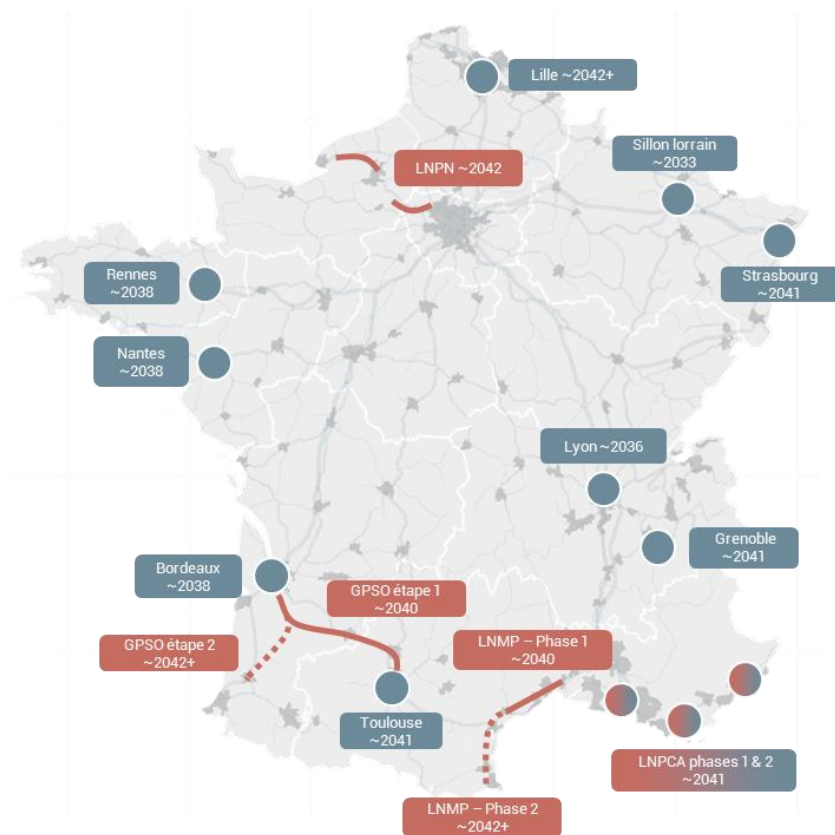 Lille ~2042+
Sillon lorrain
~2033
LNPN ~2042
Strasbourg
~2041
Rennes
~2038
Nantes
~2038
Lyon ~2036
Grenoble
~2041
Bordeaux
~2038
GPSO étape 1
~2040
GPSO étape 2
~2042+
LNMP – Phase 1
~2040
Toulouse
~2041
LNPCA phases 1 & 2
~2041
LNMP – Phase 2
~2042+